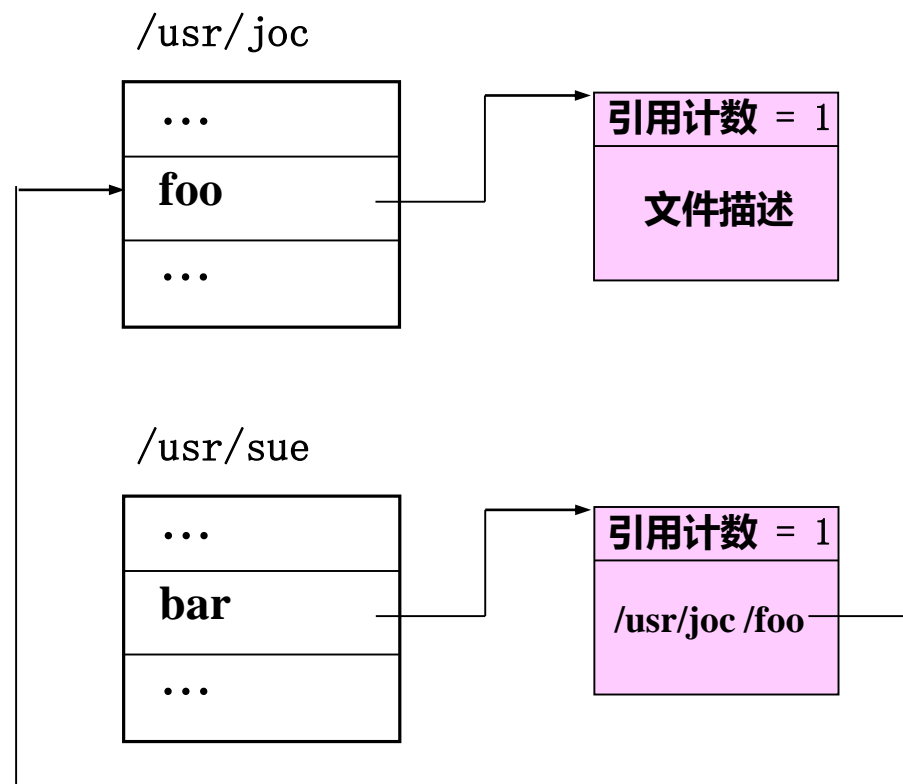 /usr/joc
...
foo
...
引用计数 = 1
文件描述
/usr/sue
...
bar
...
引用计数 = 1
/usr/joc /foo